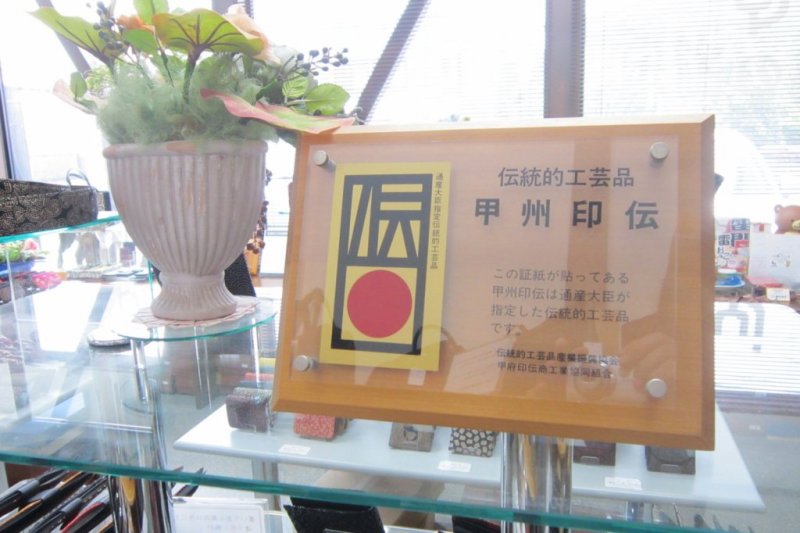 伝統的工芸品
甲州印伝
伝
通産大臣指定伝統的工芸品
この証紙が貼ってある
甲州印伝は通産大臣が
指定した伝統的工芸品
です。
伝統的工芸品産業振興協会
甲府印伝商工業協同組合